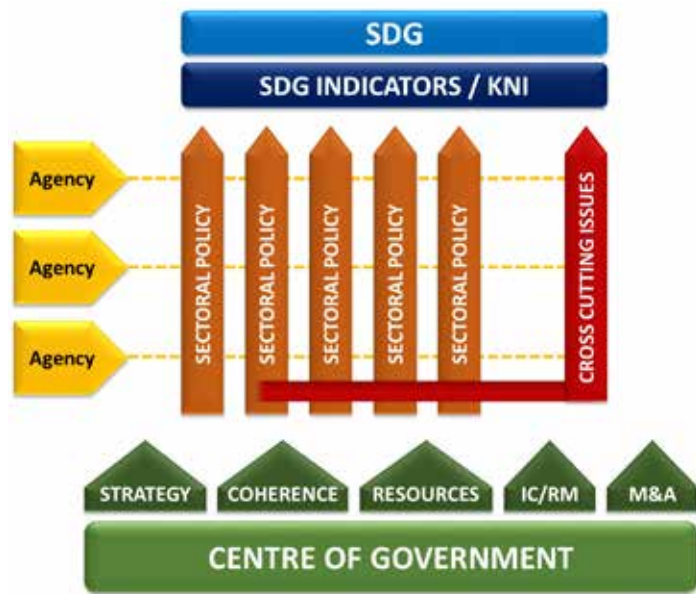 SDG
SDG INDICATORS / KNI
Agency
Agency
Agency
SECTORAL POLICY
SECTORAL POLICY
SECTORAL POLICY
SECTORAL POLICY
SECTORAL POLICY
CROSS CUTTING ISSUES
STRATEGY
COHERENCE
RESOURCES
IC/RM
M&A
CENTRE OF GOVERNMENT